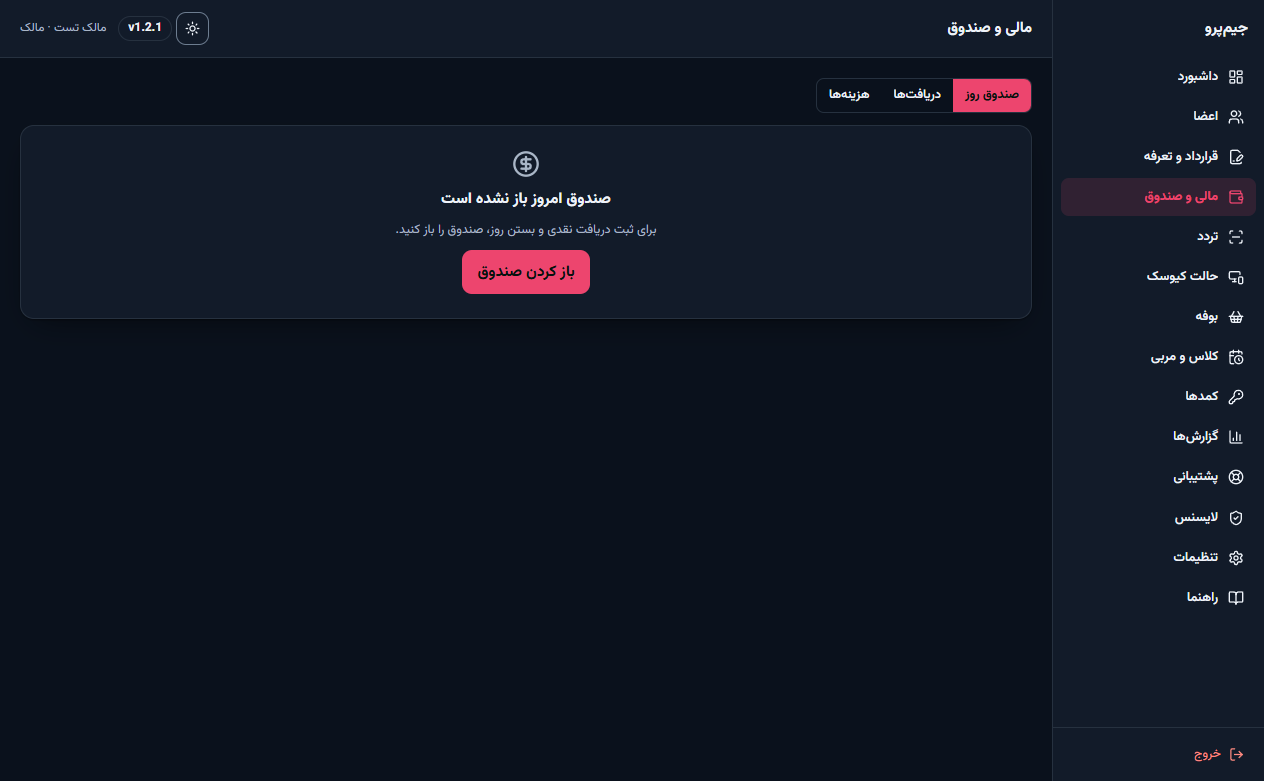 جیم‌پرو
داشبورد
اعضا
قرارداد و تعرفه
مالی و صندوق
تردد
حالت کیوسک
بوفه
کلاس و مربی
کمدها
گزارش‌ها
پشتیبانی
لایسنس
تنظیمات
راهنما
خروج
مالی و صندوق
v1.2.1
مالک تست · مالک
صندوق روز
دریافت‌ها
هزینه‌ها
صندوق امروز باز نشده است
برای ثبت دریافت نقدی و بستن روز، صندوق را باز کنید.
باز کردن صندوق